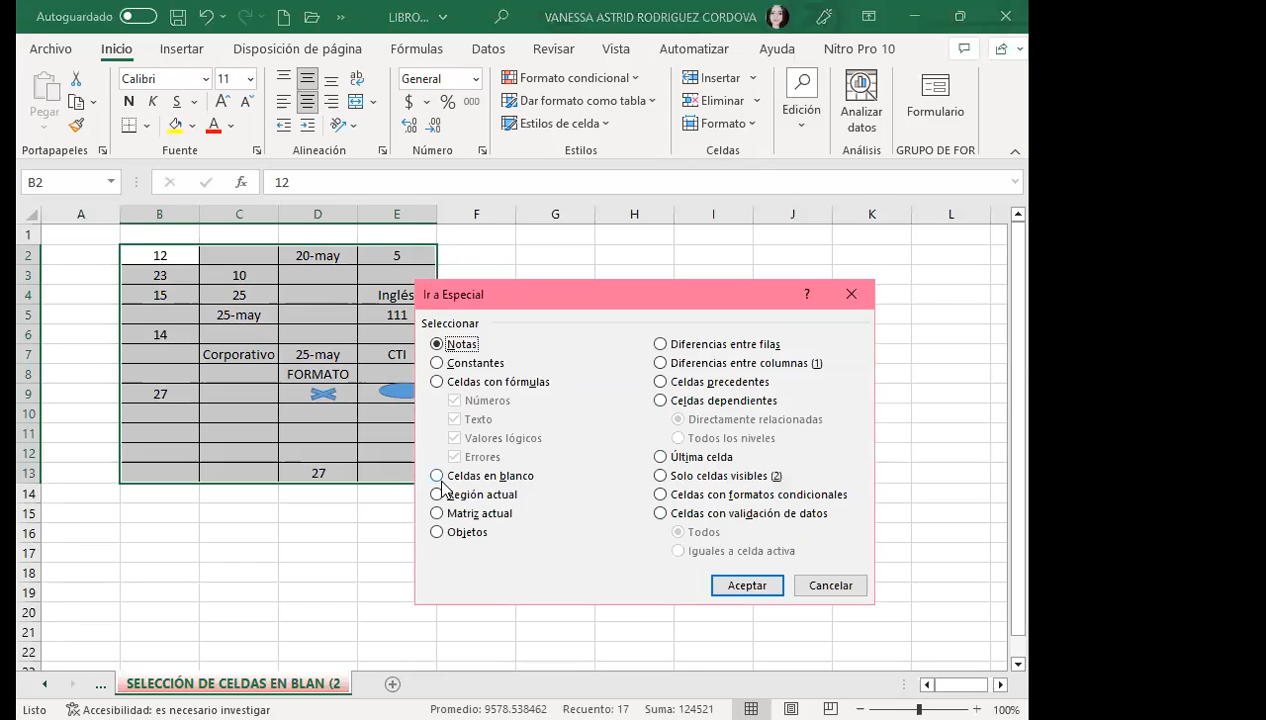 Autoguardado
LIBRO...
VANESSA ASTRID RODRIGUEZ CORDOVA
Archivo Inicio Insertar Disposición de página Fórmulas Datos Revisar Vista Automatizar Ayuda Nitro Pro 10
Pegar
Calibri 11
N K S
General
$ % 000
Formato condicional
Dar formato como tabla
Estilos de celda
Insertar
Eliminar
Formato
Edición
Analizar datos
Formulario
Portapapeles Fuente Alineación Número Estilos Celdas Análisis GRUPO DE FOR
B2 fx 12
A B C D E F G H I J K L
1
2 12 20-may 5
3 23 10
4 15 25 Inglés
5 25-may 111
6 14
7 Corporativo 25-may CTI
8 FORMATO
9 27
10
11
12
13 27
14
15
16
17
18
19
20
21
22
23
Ir a Especial ?
Seleccionar
Notas
Constantes
Celdas con fórmulas
Números
Texto
Valores lógicos
Errores
Celdas en blanco
Región actual
Matriz actual
Objetos
Diferencias entre filas
Diferencias entre columnas (1)
Celdas precedentes
Celdas dependientes
Directamente relacionadas
Todos los niveles
Última celda
Solo celdas visibles (2)
Celdas con formatos condicionales
Celdas con validación de datos
Todos
Iguales a celda activa
Aceptar Cancelar
... SELECCIÓN DE CELDAS EN BLAN (2
Listo Accesibilidad: es necesario investigar Promedio: 9578.538462 Recuento: 17 Suma: 124521 100%